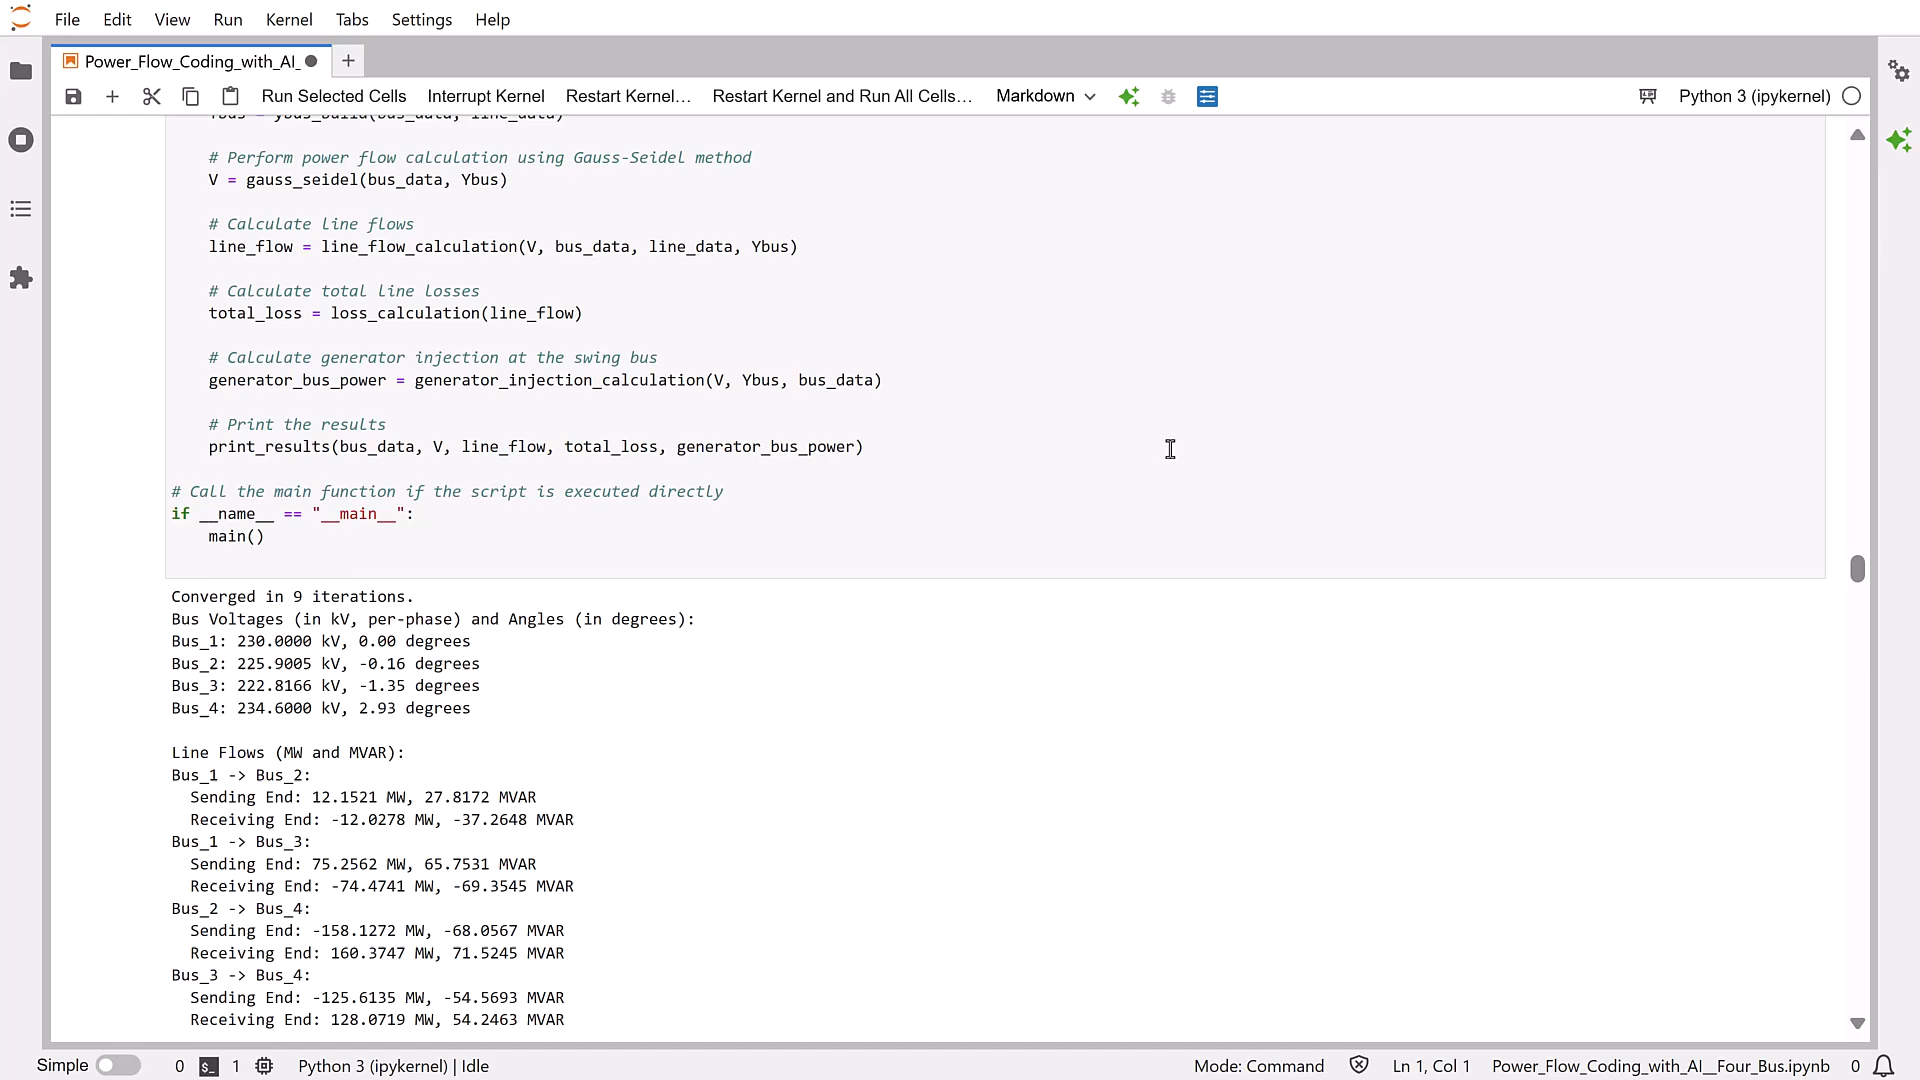 File Edit View Run Kernel Tabs Settings Help
Power_Flow_Coding_with_AI_
Run Selected Cells Interrupt Kernel Restart Kernel... Restart Kernel and Run All Cells... Markdown Python 3 (ipykernel)
Ybus = ybus_build(bus_data, line_data)
# Perform power flow calculation using Gauss-Seidel method
V = gauss_seidel(bus_data, Ybus)
# Calculate line flows
line_flow = line_flow_calculation(V, bus_data, line_data, Ybus)
# Calculate total line losses
total_loss = loss_calculation(line_flow)
# Calculate generator injection at the swing bus
generator_bus_power = generator_injection_calculation(V, Ybus, bus_data)
# Print the results
print_results(bus_data, V, line_flow, total_loss, generator_bus_power)
# Call the main function if the script is executed directly
if __name__ == "__main__":
main()
Converged in 9 iterations.
Bus Voltages (in kV, per-phase) and Angles (in degrees):
Bus_1: 230.0000 kV, 0.00 degrees
Bus_2: 225.9005 kV, -0.16 degrees
Bus_3: 222.8166 kV, -1.35 degrees
Bus_4: 234.6000 kV, 2.93 degrees
Line Flows (MW and MVAR):
Bus_1 -> Bus_2:
Sending End: 12.1521 MW, 27.8172 MVAR
Receiving End: -12.0278 MW, -37.2648 MVAR
Bus_1 -> Bus_3:
Sending End: 75.2562 MW, 65.7531 MVAR
Receiving End: -74.4741 MW, -69.3545 MVAR
Bus_2 -> Bus_4:
Sending End: -158.1272 MW, -68.0567 MVAR
Receiving End: 160.3747 MW, 71.5245 MVAR
Bus_3 -> Bus_4:
Sending End: -125.6135 MW, -54.5693 MVAR
Receiving End: 128.0719 MW, 54.2463 MVAR
Simple 0 1 Python 3 (ipykernel) | Idle Mode: Command Ln 1, Col 1 Power_Flow_Coding_with_AI__Four_Bus.ipynb 0